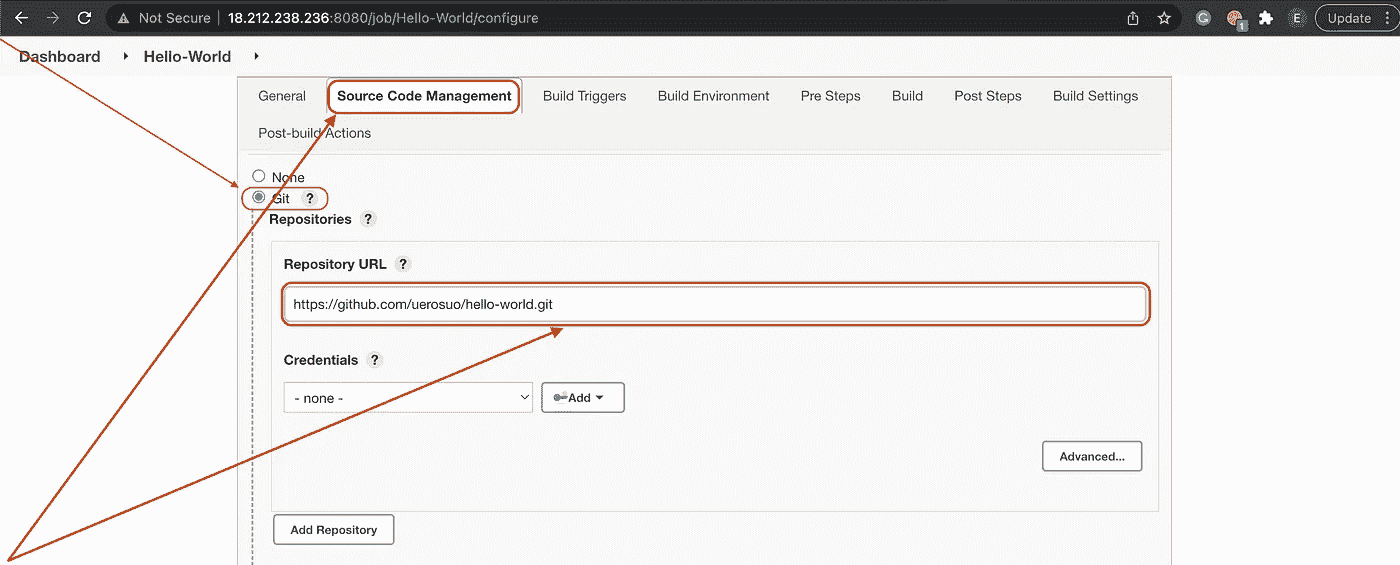 Not Secure | 18.212.238.236:8080/job/Hello-World/configure
G 1 E Update
Dashboard Hello-World
General Source Code Management Build Triggers Build Environment Pre Steps Build Post Steps Build Settings
Post-build Actions
None
Git ?
Repositories ?
Repository URL ?
https://github.com/uerosuo/hello-world.git
Credentials ?
- none - Add
Advanced...
Add Repository